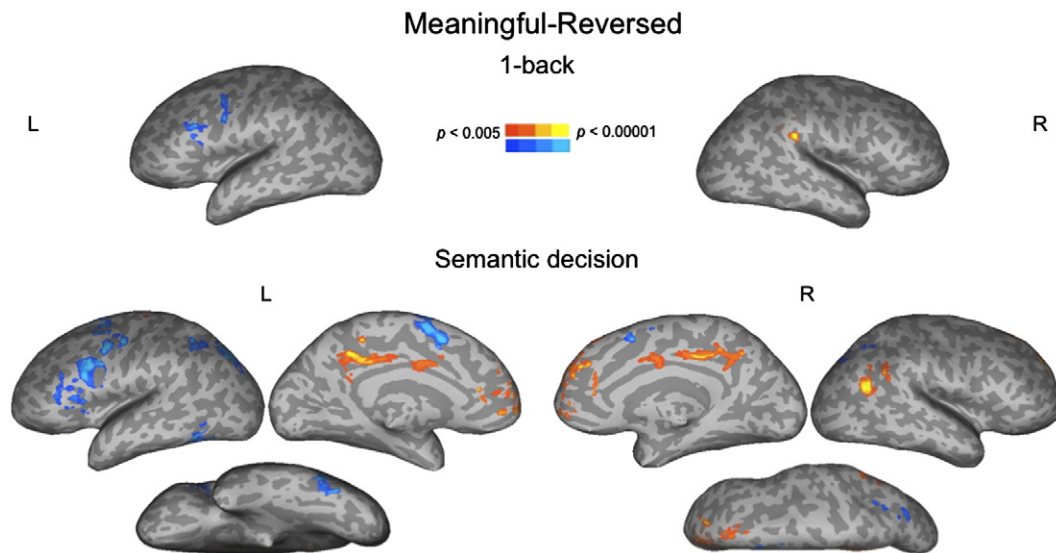 Meaningful-Reversed
1-back
L
R
p < 0.005
p < 0.00001
Semantic decision
L
R